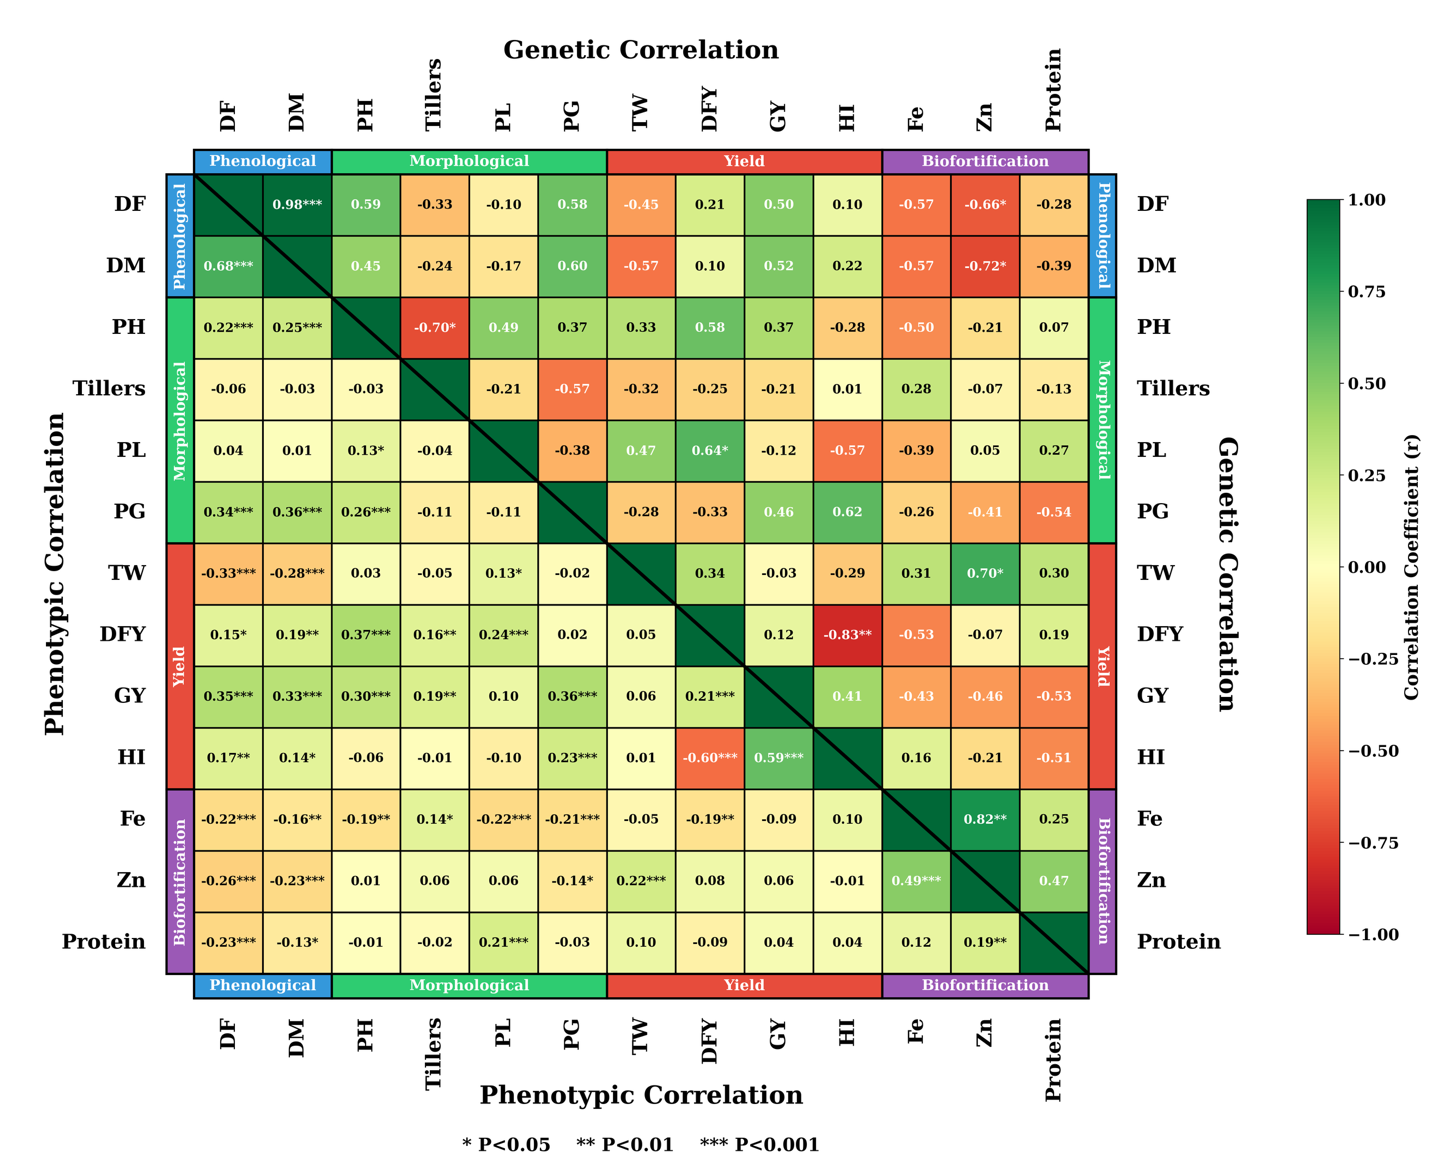 Genetic Correlation
DF DM PH Tillers PL PG TW DFY GY HI Fe Zn Protein
Phenological Morphological Yield Biofortification
DF 0.98*** 0.59 -0.33 -0.10 0.58 -0.45 0.21 0.50 0.10 -0.57 -0.66* -0.28 DF
DM 0.68*** 0.45 -0.24 -0.17 0.60 -0.57 0.10 0.52 0.22 -0.57 -0.72* -0.39 DM
PH 0.22*** 0.25*** -0.70* 0.49 0.37 0.33 0.58 0.37 -0.28 -0.50 -0.21 0.07 PH
Tillers -0.06 -0.03 -0.03 -0.21 -0.57 -0.32 -0.25 -0.21 0.01 0.28 -0.07 -0.13 Tillers
PL 0.04 0.01 0.13* -0.04 -0.38 0.47 0.64* -0.12 -0.57 -0.39 0.05 0.27 PL
PG 0.34*** 0.36*** 0.26*** -0.11 -0.11 -0.28 -0.33 0.46 0.62 -0.26 -0.41 -0.54 PG
TW -0.33*** -0.28*** 0.03 -0.05 0.13* -0.02 0.34 -0.03 -0.29 0.31 0.70* 0.30 TW
DFY 0.15* 0.19** 0.37*** 0.16** 0.24*** 0.02 0.05 0.12 -0.83** -0.53 -0.07 0.19 DFY
GY 0.35*** 0.33*** 0.30*** 0.19** 0.10 0.36*** 0.06 0.21*** 0.41 -0.43 -0.46 -0.53 GY
HI 0.17** 0.14* -0.06 -0.01 -0.10 0.23*** 0.01 -0.60*** 0.59*** 0.16 -0.21 -0.51 HI
Fe -0.22*** -0.16** -0.19** 0.14* -0.22*** -0.21*** -0.05 -0.19** -0.09 0.10 0.82** 0.25 Fe
Zn -0.26*** -0.23*** 0.01 0.06 0.06 -0.14* 0.22*** 0.08 0.06 -0.01 0.49*** 0.47 Zn
Protein -0.23*** -0.13* -0.01 -0.02 0.21*** -0.03 0.10 -0.09 0.04 0.04 0.12 0.19** Protein
Phenological Morphological Yield Biofortification
DF DM PH Tillers PL PG TW DFY GY HI Fe Zn Protein
Phenotypic Correlation
* P<0.05 ** P<0.01 *** P<0.001
Phenotypic Correlation
Phenological
Morphological
Yield
Biofortification
Phenological
Morphological
Yield
Biofortification
Genetic Correlation
1.00
0.75
0.50
0.25
0.00
−0.25
−0.50
−0.75
−1.00
Correlation Coefficient (r)